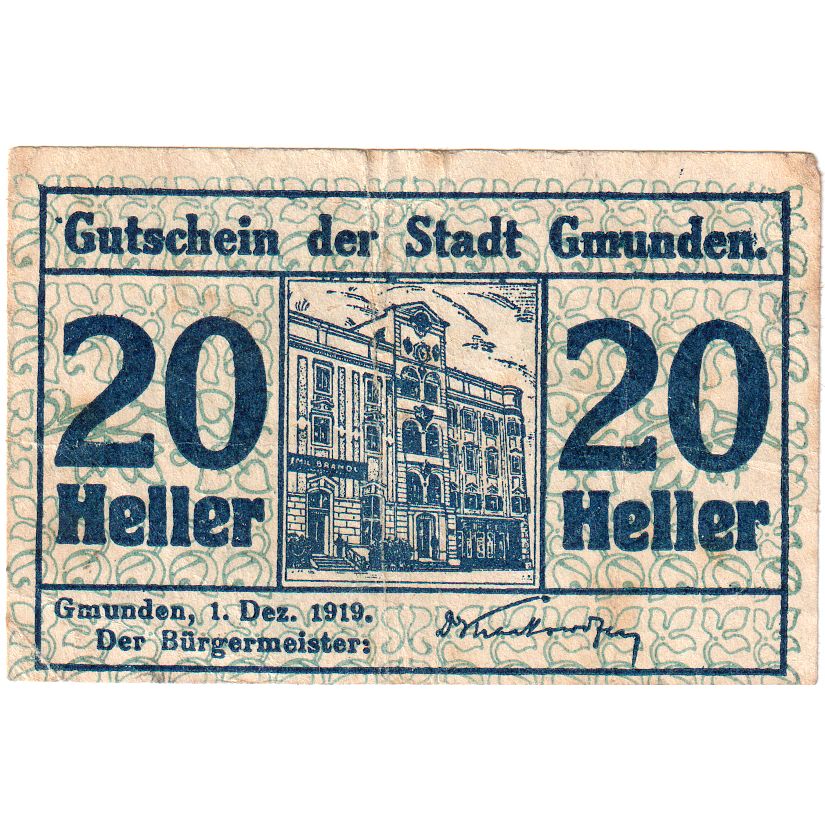 Gutschein der Stadt Gmunden.
20
Heller
EMIL BRANDL
20
Heller
Gmunden, 1. Dez. 1919.
Der Bürgermeister: